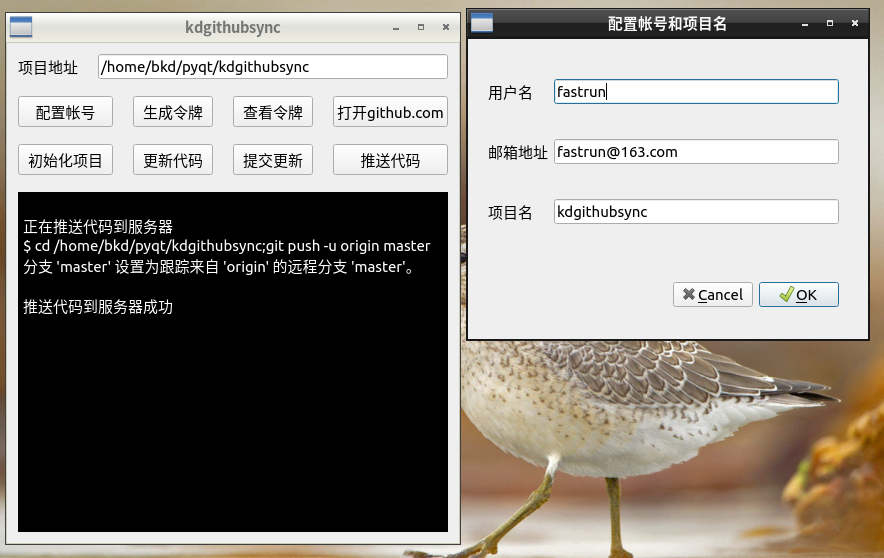 kdgithubsync
项目地址 /home/bkd/pyqt/kdgithubsync
配置帐号 生成令牌 查看令牌 打开github.com
初始化项目 更新代码 提交更新 推送代码
正在推送代码到服务器
$ cd /home/bkd/pyqt/kdgithubsync;git push -u origin master
分支 'master' 设置为跟踪来自 'origin' 的远程分支 'master'。
推送代码到服务器成功
配置帐号和项目名
用户名 fastrun
邮箱地址 fastrun@163.com
项目名 kdgithubsync
Cancel OK